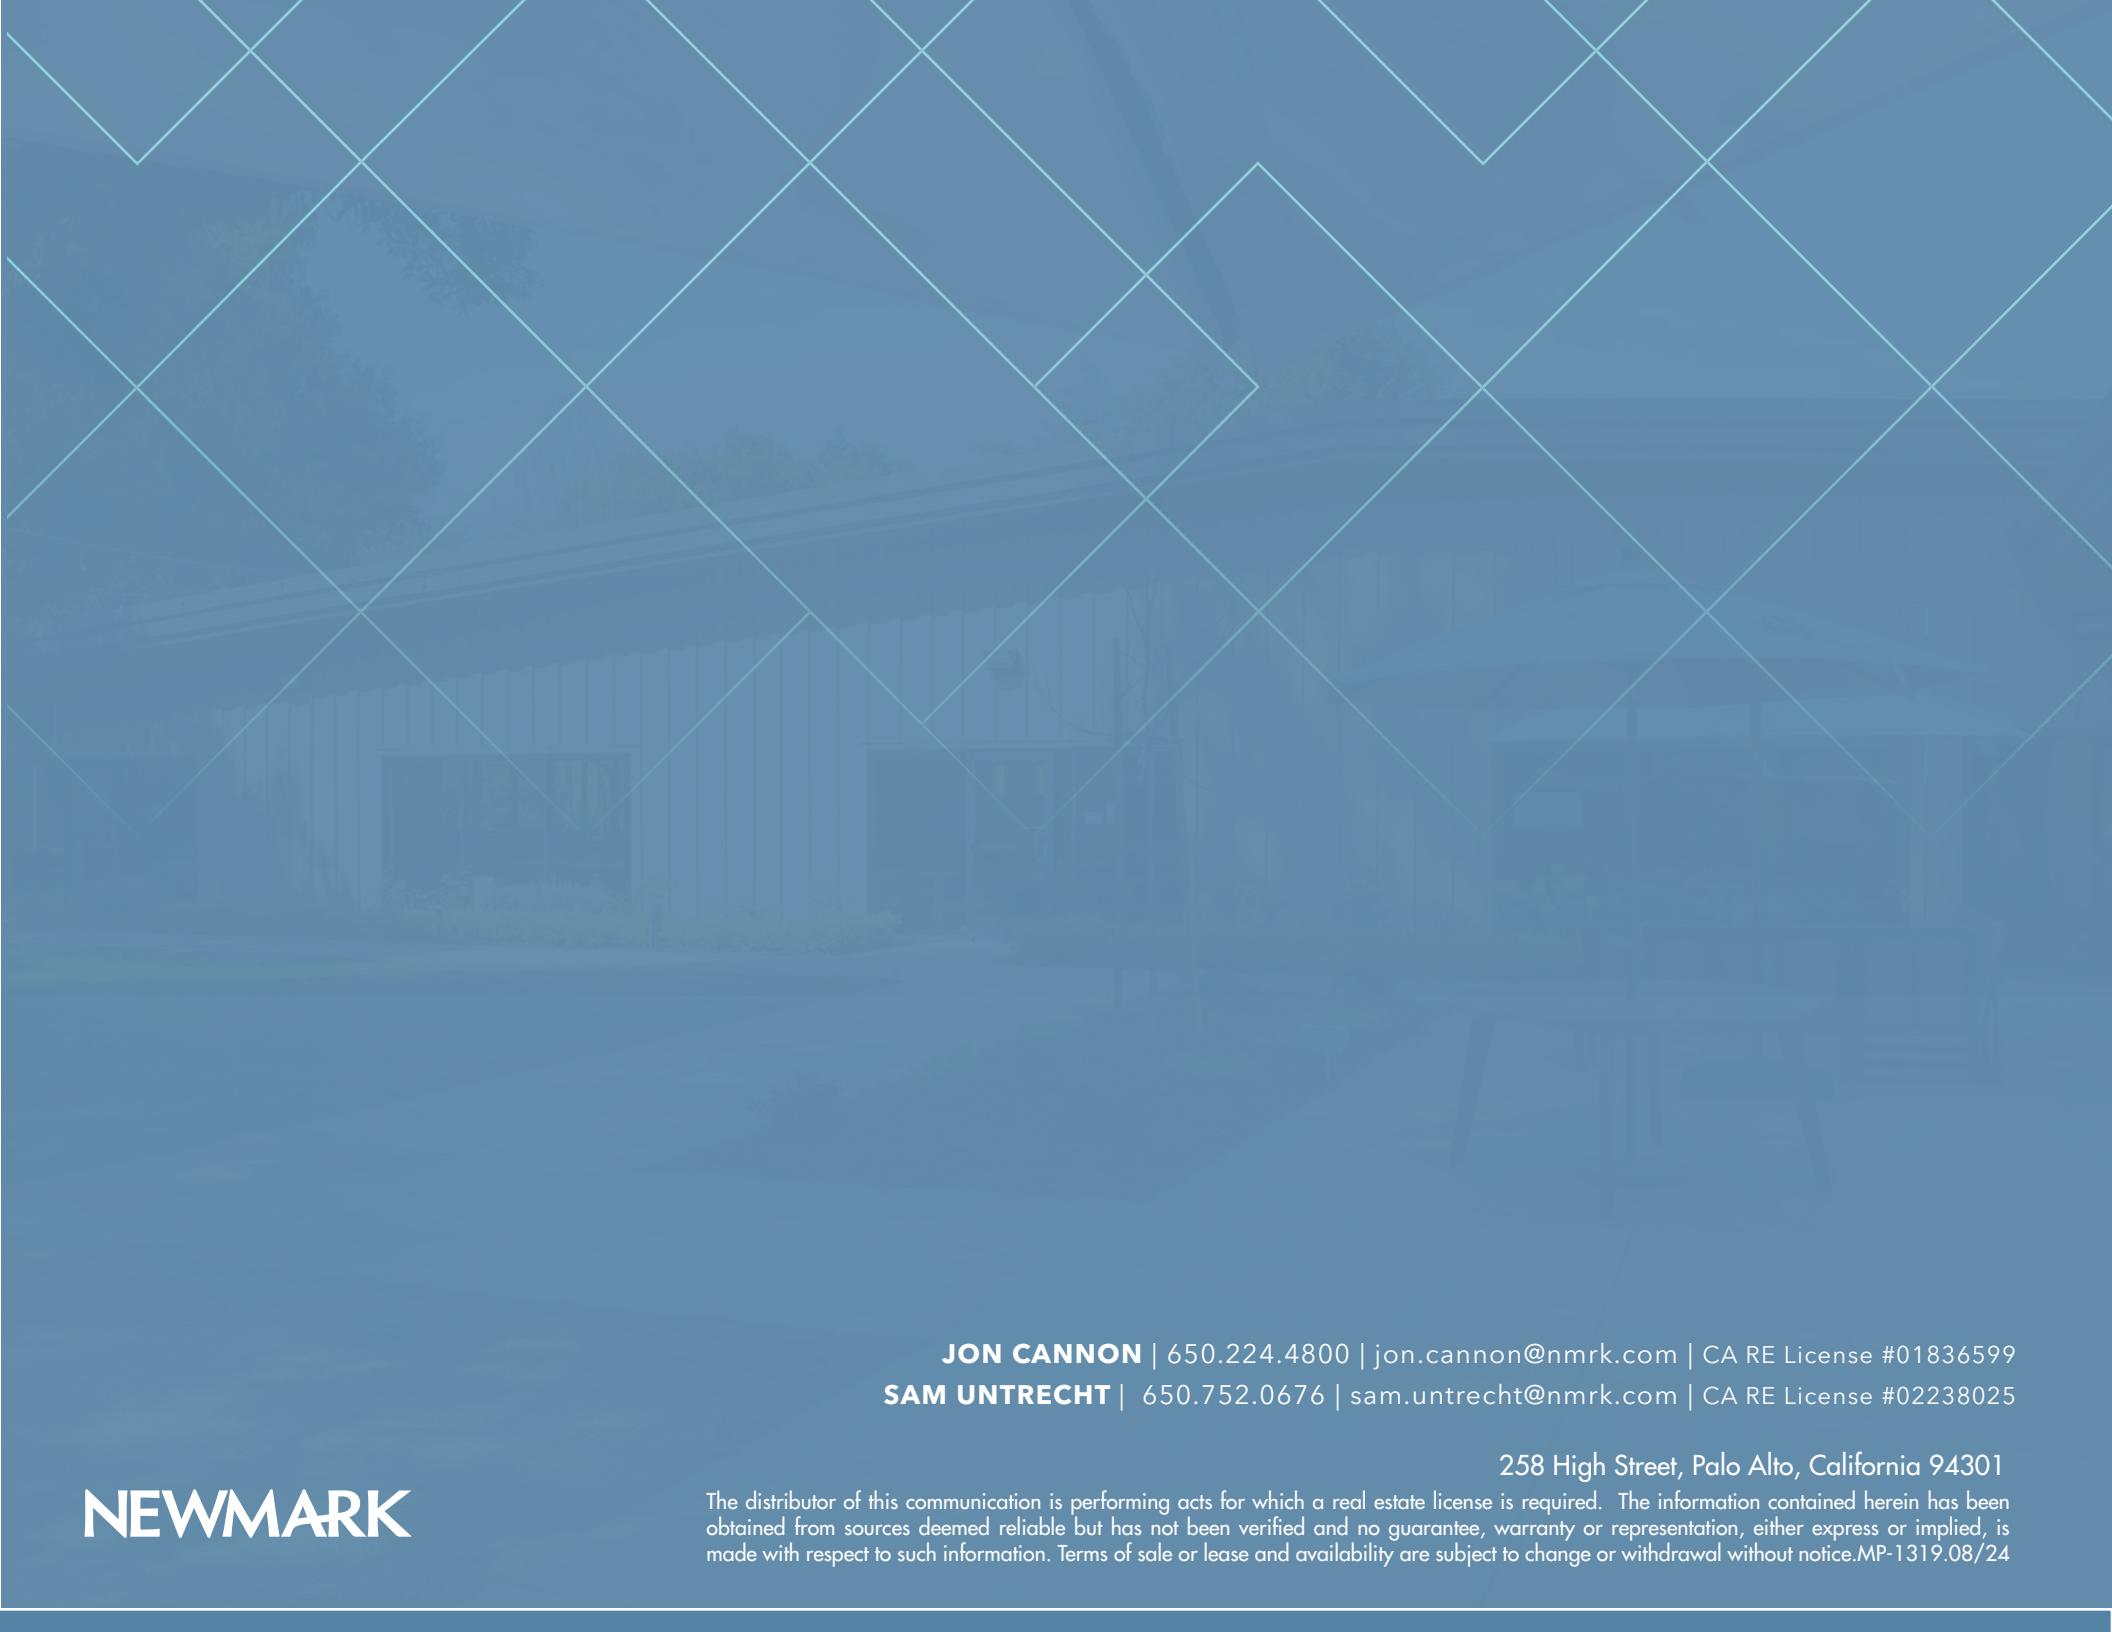 JON CANNON | 650.224.4800 | jon.cannon@nmrk.com | CA RE License #01836599
SAM UNTRECHT | 650.752.0676 | sam.untrecht@nmrk.com | CA RE License #02238025
258 High Street, Palo Alto, California 94301
NEWMARK
The distributor of this communication is performing acts for which a real estate license is required. The information contained herein has been
obtained from sources deemed reliable but has not been verified and no guarantee, warranty or representation, either express or implied, is
made with respect to such information. Terms of sale or lease and availability are subject to change or withdrawal without notice.MP-1319.08/24